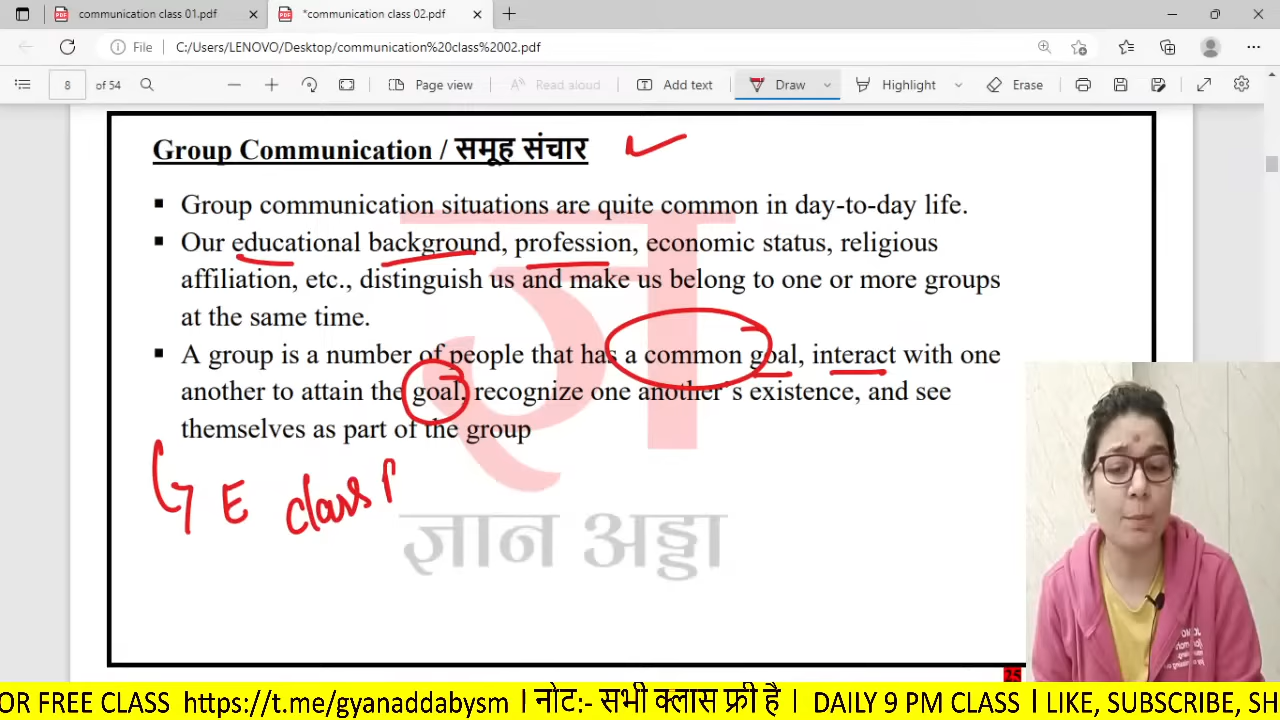 communication class 01.pdf
*communication class 02.pdf
File C:/Users/LENOVO/Desktop/communication%20class%2002.pdf
8 of 54 Page view Read aloud Add text Draw Highlight Erase
Group Communication / समूह संचार
Group communication situations are quite common in day-to-day life.
Our educational background, profession, economic status, religious
affiliation, etc., distinguish us and make us belong to one or more groups
at the same time.
A group is a number of people that has a common goal, interact with one
another to attain the goal, recognize one another's existence, and see
themselves as part of the group
E class
ज्ञान अड्डा
25
OR FREE CLASS https://t.me/gyanaddabysm । नोट:- सभी क्लास फ्री है । DAILY 9 PM CLASS । LIKE, SUBSCRIBE, SH